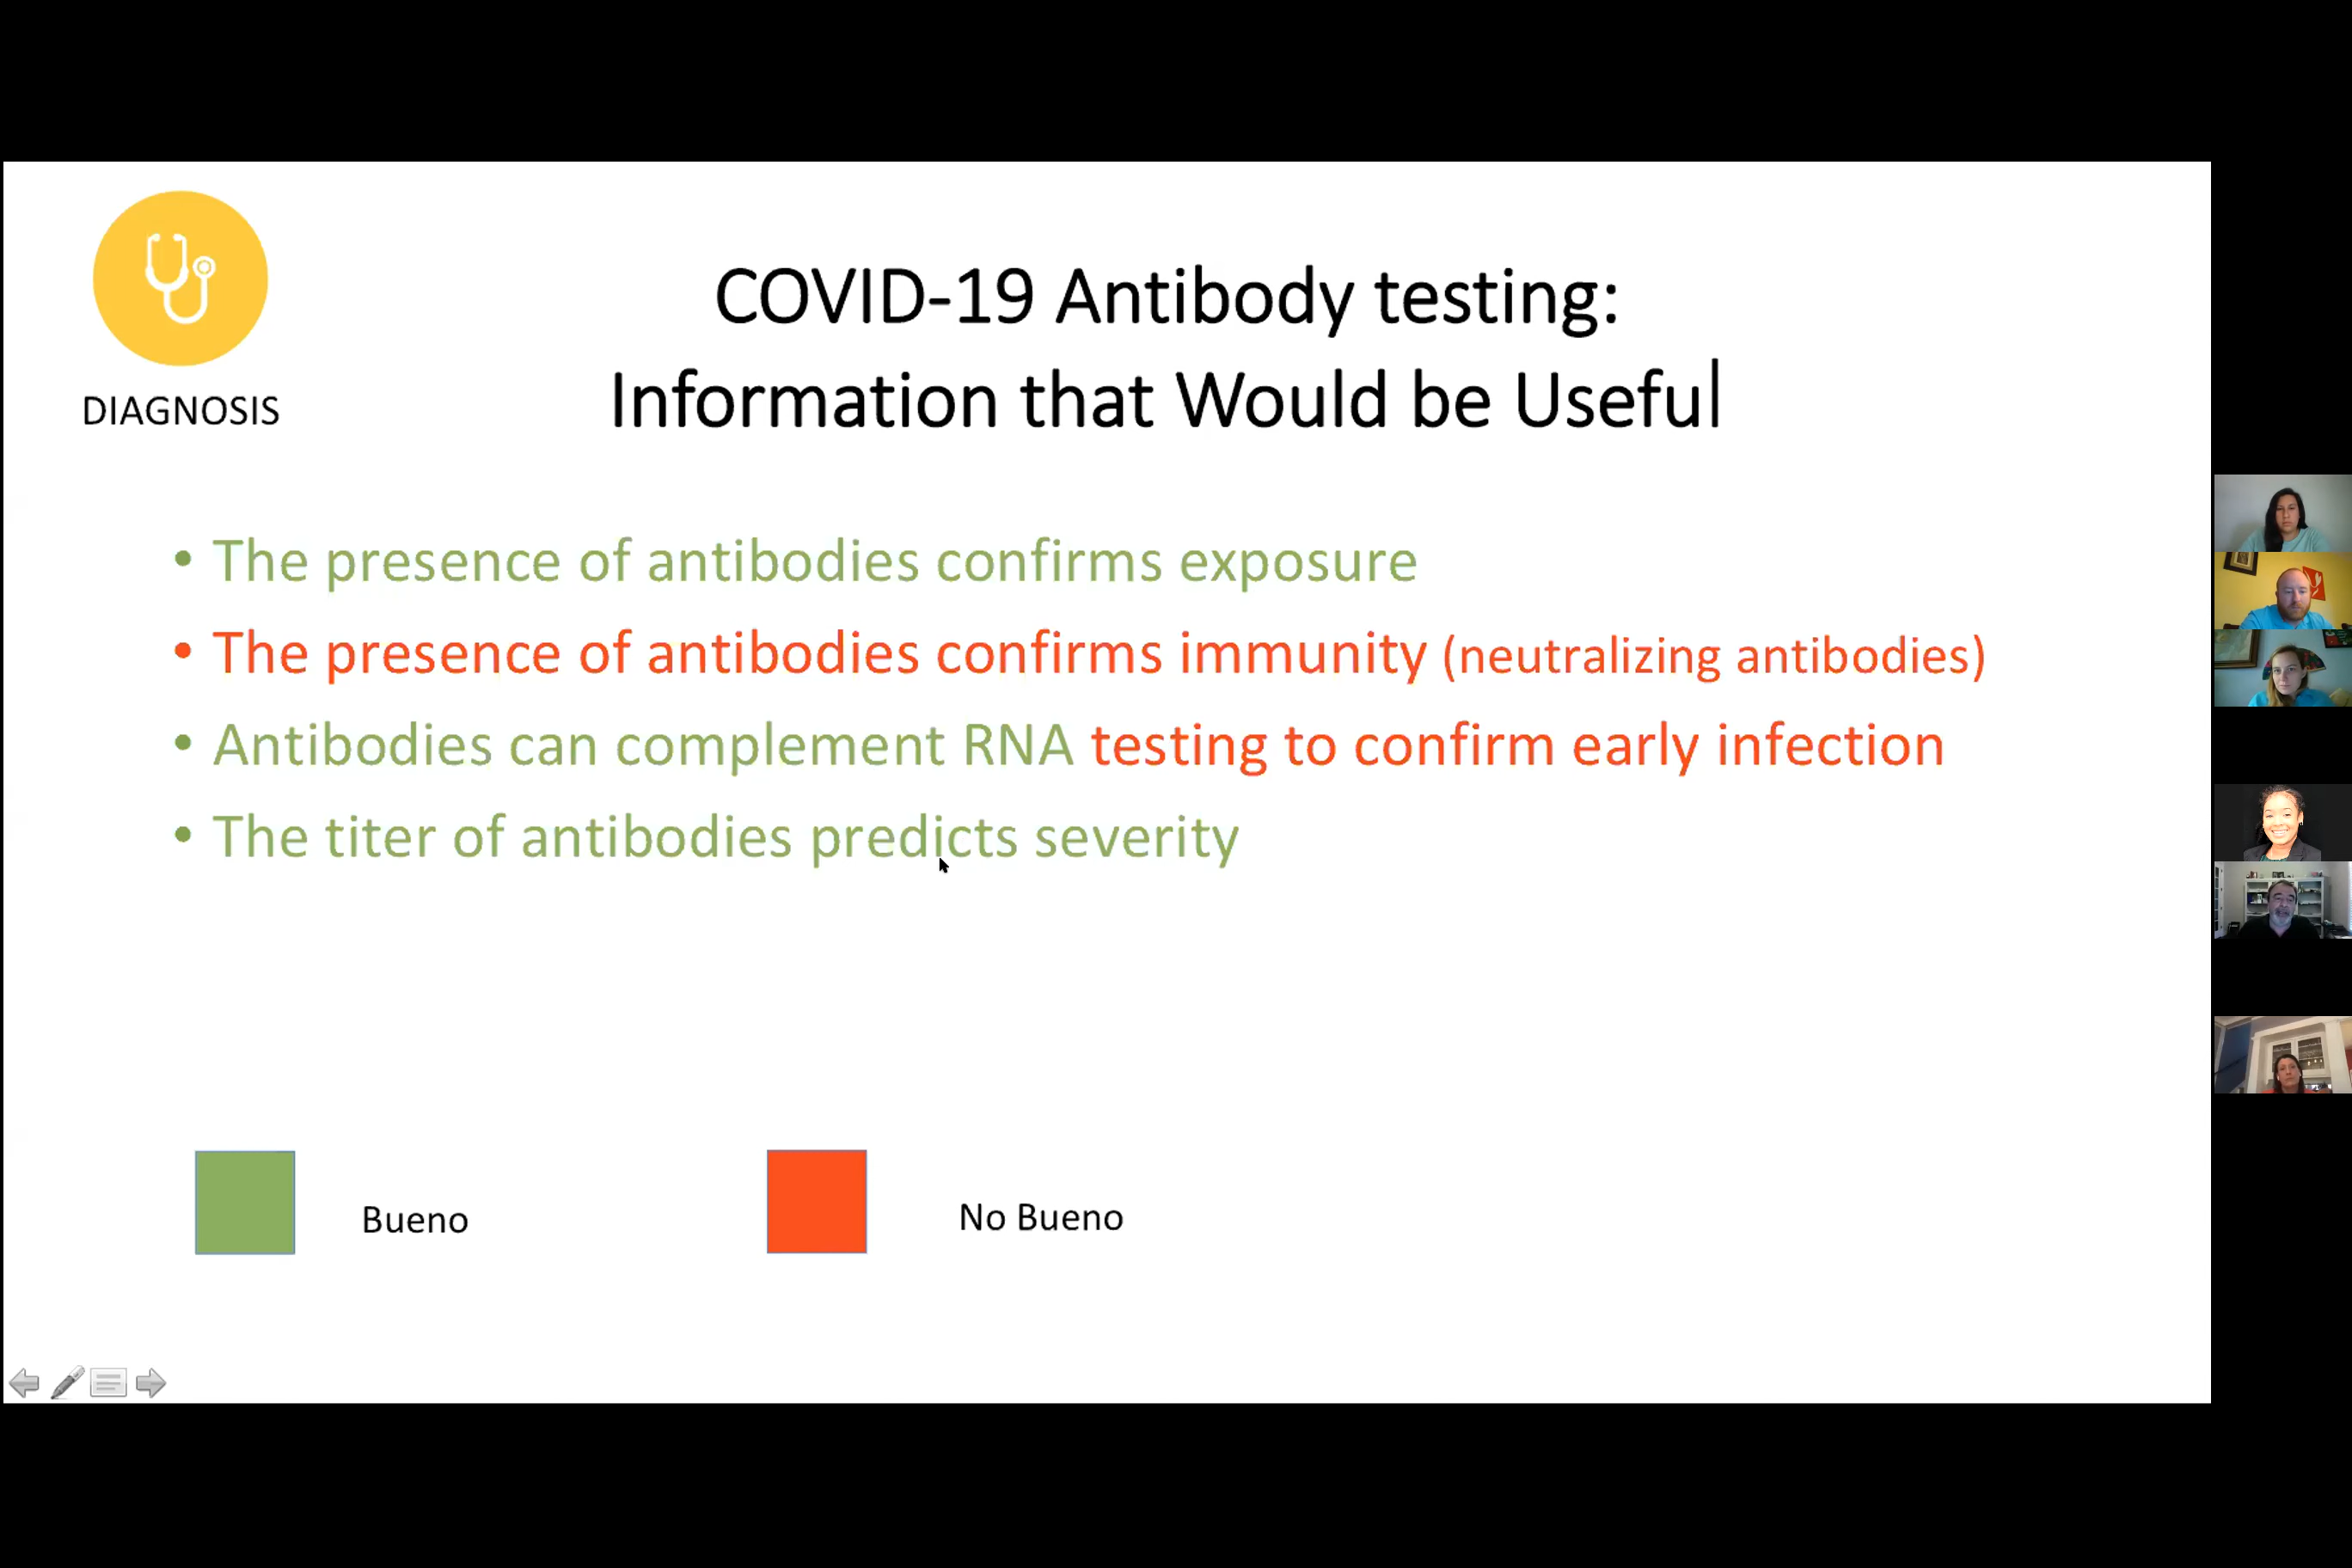 DIAGNOSIS
COVID-19 Antibody testing:
Information that Would be Useful
• The presence of antibodies confirms exposure
• The presence of antibodies confirms immunity (neutralizing antibodies)
• Antibodies can complement RNA testing to confirm early infection
• The titer of antibodies predicts severity
Bueno
No Bueno